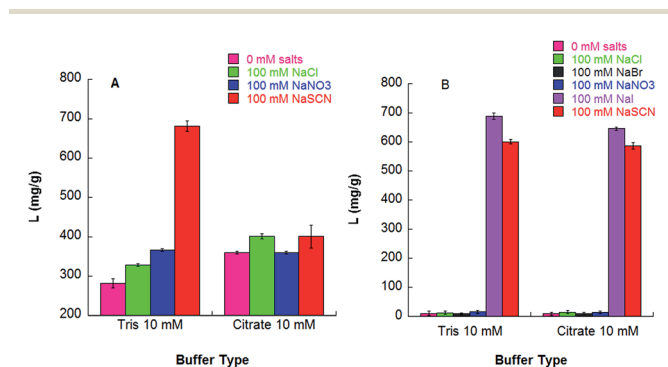 A
0 mM salts
100 mM NaCl
100 mM NaNO3
100 mM NaSCN
800
700
600
500
400
300
200
L (mg/g)
Tris 10 mM
Citrate 10 mM
Buffer Type
B
0 mM salts
100 mM NaCl
100 mM NaBr
100 mM NaNO3
100 mM NaI
100 mM NaSCN
800
700
600
500
400
300
200
100
0
L (mg/g)
Tris 10 mM
Citrate 10 mM
Buffer Type